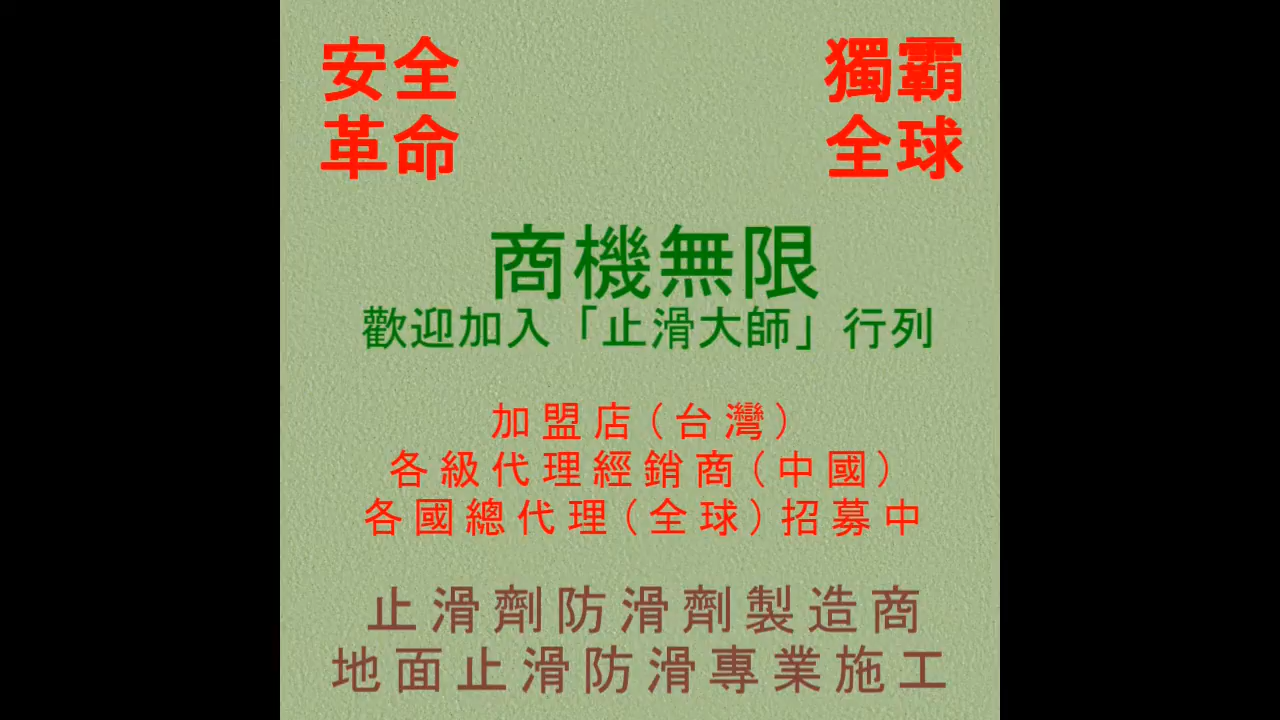 安全
革命
獨霸
全球
商機無限
歡迎加入「止滑大師」行列
加盟店(台灣)
各級代理經銷商(中國)
各國總代理(全球)招募中
止滑劑防滑劑製造商
地面止滑防滑專業施工